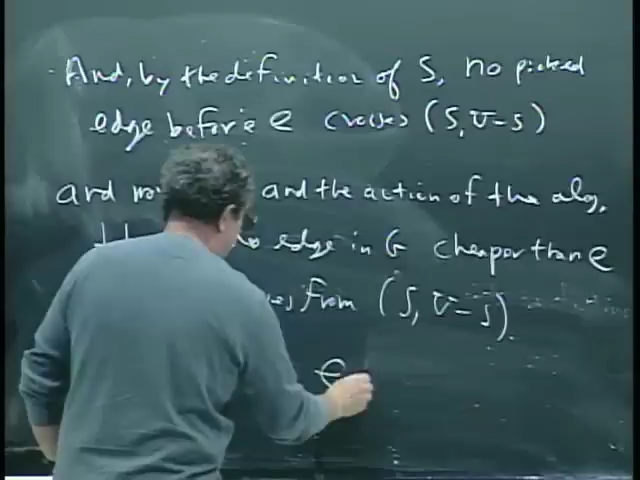 And, by the definition of S, no picked
edge before e crosses (S, V-S)
and and the action of the alg,
edge in G cheaper than e
from (S, V-S).
e